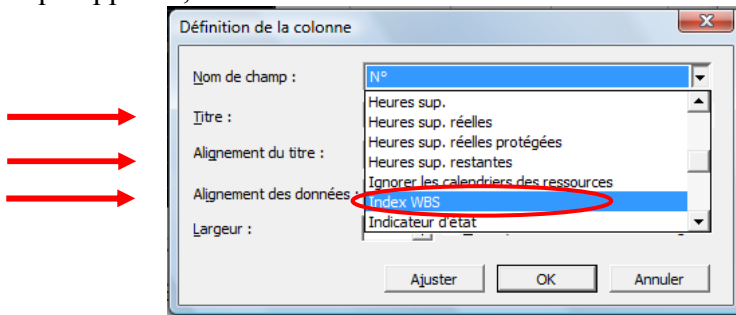 Définition de la colonne
Nom de champ :
N°
Titre :
Heures sup.
Heures sup. réelles
Alignement du titre :
Heures sup. réelles protégées
Heures sup. restantes
Ignorer les calendriers des ressources
Alignement des données :
Index WBS
Largeur :
Indicateur d'état
Ajuster
OK
Annuler